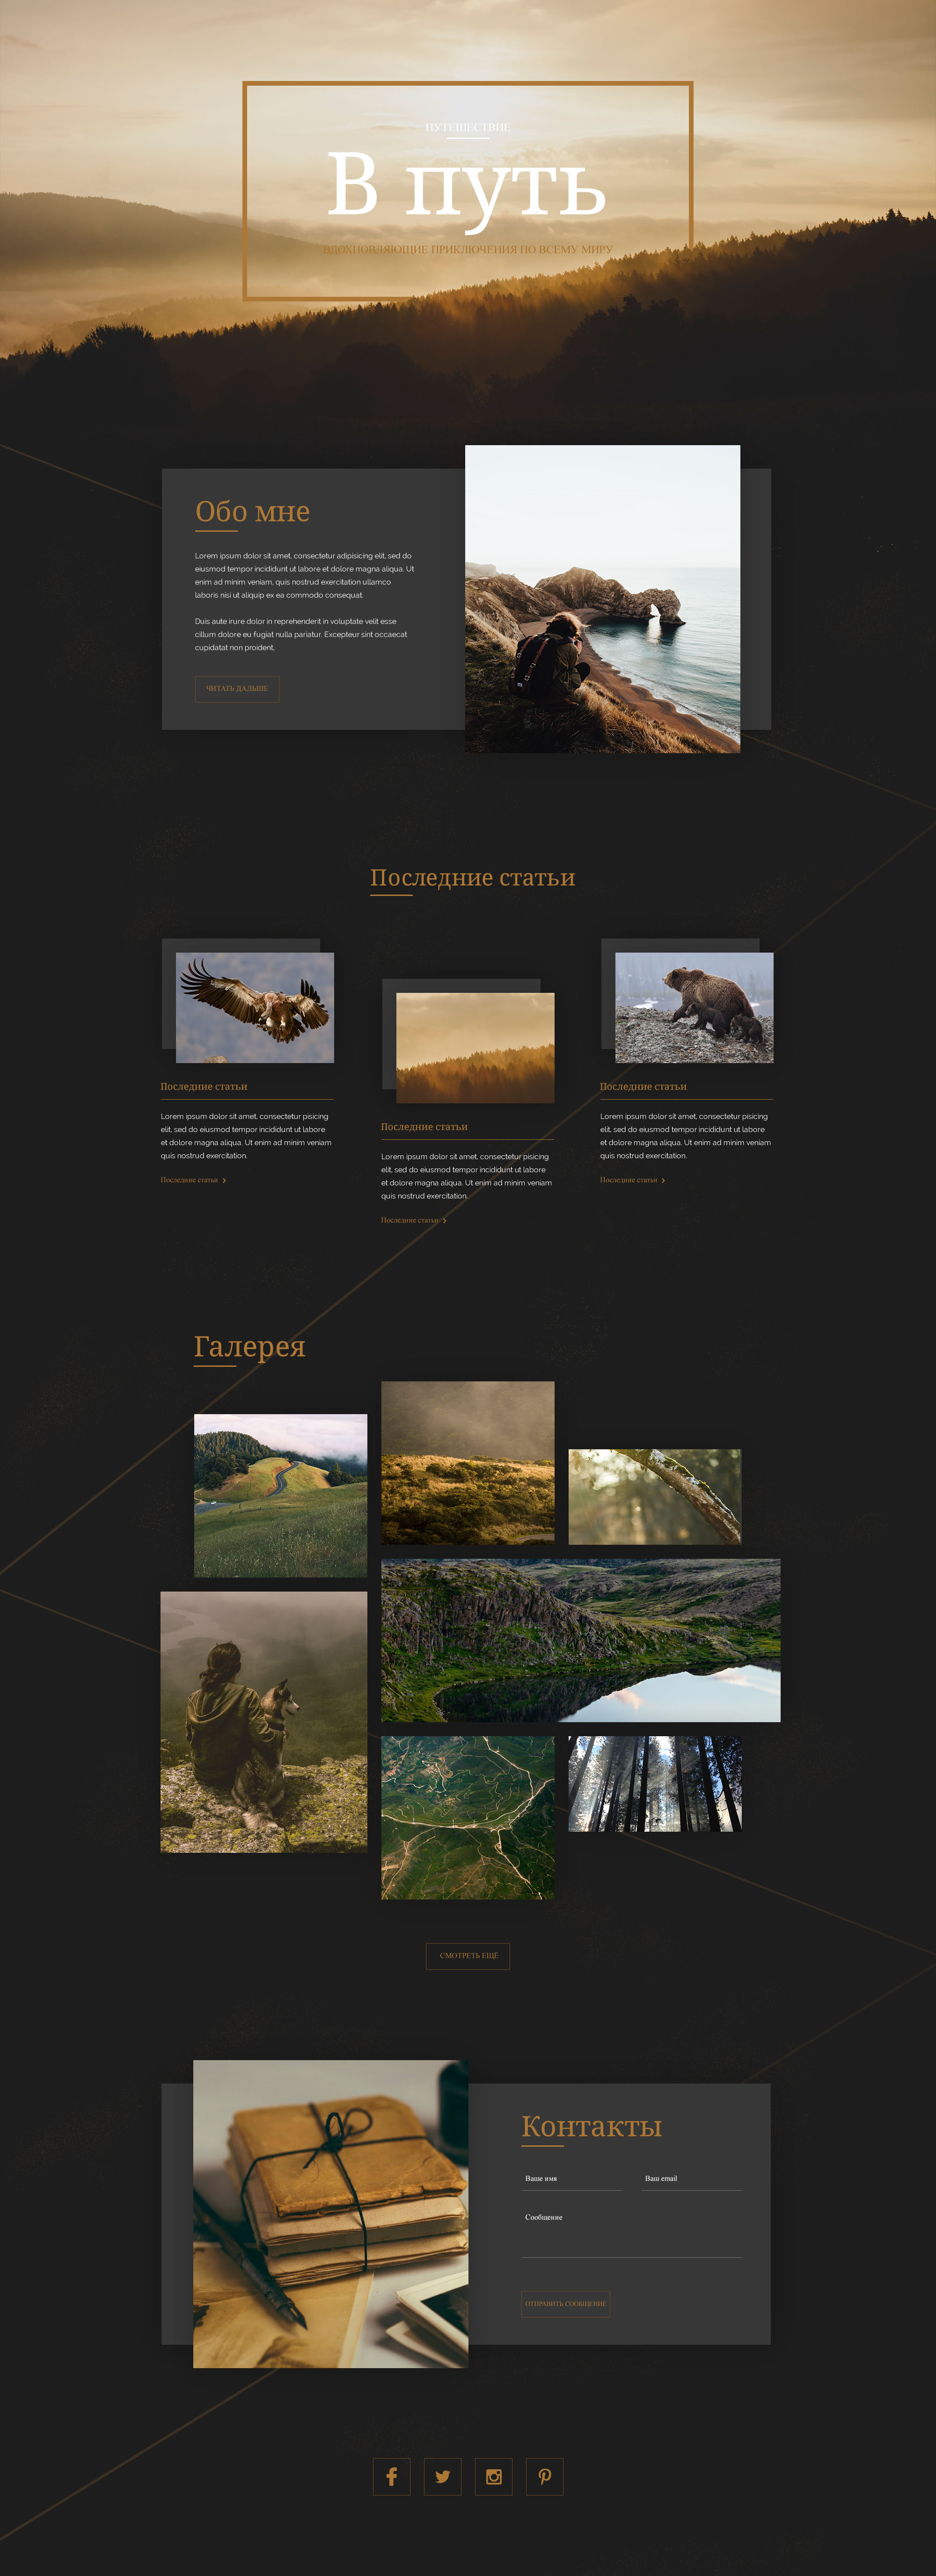 ПУТЕШЕСТВИЕ
В путь
ВДОХНОВЛЯЮЩИЕ ПРИКЛЮЧЕНИЯ ПО ВСЕМУ МИРУ
Обо мне
Lorem ipsum dolor sit amet, consectetur adipisicing elit, sed do
eiusmod tempor incididunt ut labore et dolore magna aliqua. Ut
enim ad minim veniam, quis nostrud exercitation ullamco
laboris nisi ut aliquip ex ea commodo consequat.
Duis aute irure dolor in reprehenderit in voluptate velit esse
cillum dolore eu fugiat nulla pariatur. Excepteur sint occaecat
cupidatat non proident.
ЧИТАТЬ ДАЛЬШЕ
Последние статьи
Последние статьи
Lorem ipsum dolor sit amet, consectetur pisicing
elit, sed do eiusmod tempor incididunt ut labore
et dolore magna aliqua. Ut enim ad minim veniam
quis nostrud exercitation.
Последние статьи
Последние статьи
Lorem ipsum dolor sit amet, consectetur pisicing
elit, sed do eiusmod tempor incididunt ut labore
et dolore magna aliqua. Ut enim ad minim veniam
quis nostrud exercitation.
Последние статьи
Последние статьи
Lorem ipsum dolor sit amet, consectetur pisicing
elit, sed do eiusmod tempor incididunt ut labore
et dolore magna aliqua. Ut enim ad minim veniam
quis nostrud exercitation.
Последние статьи
Галерея
СМОТРЕТЬ ЕЩЁ
Контакты
Ваше имя
Ваш email
Сообщение
ОТПРАВИТЬ СООБЩЕНИЕ